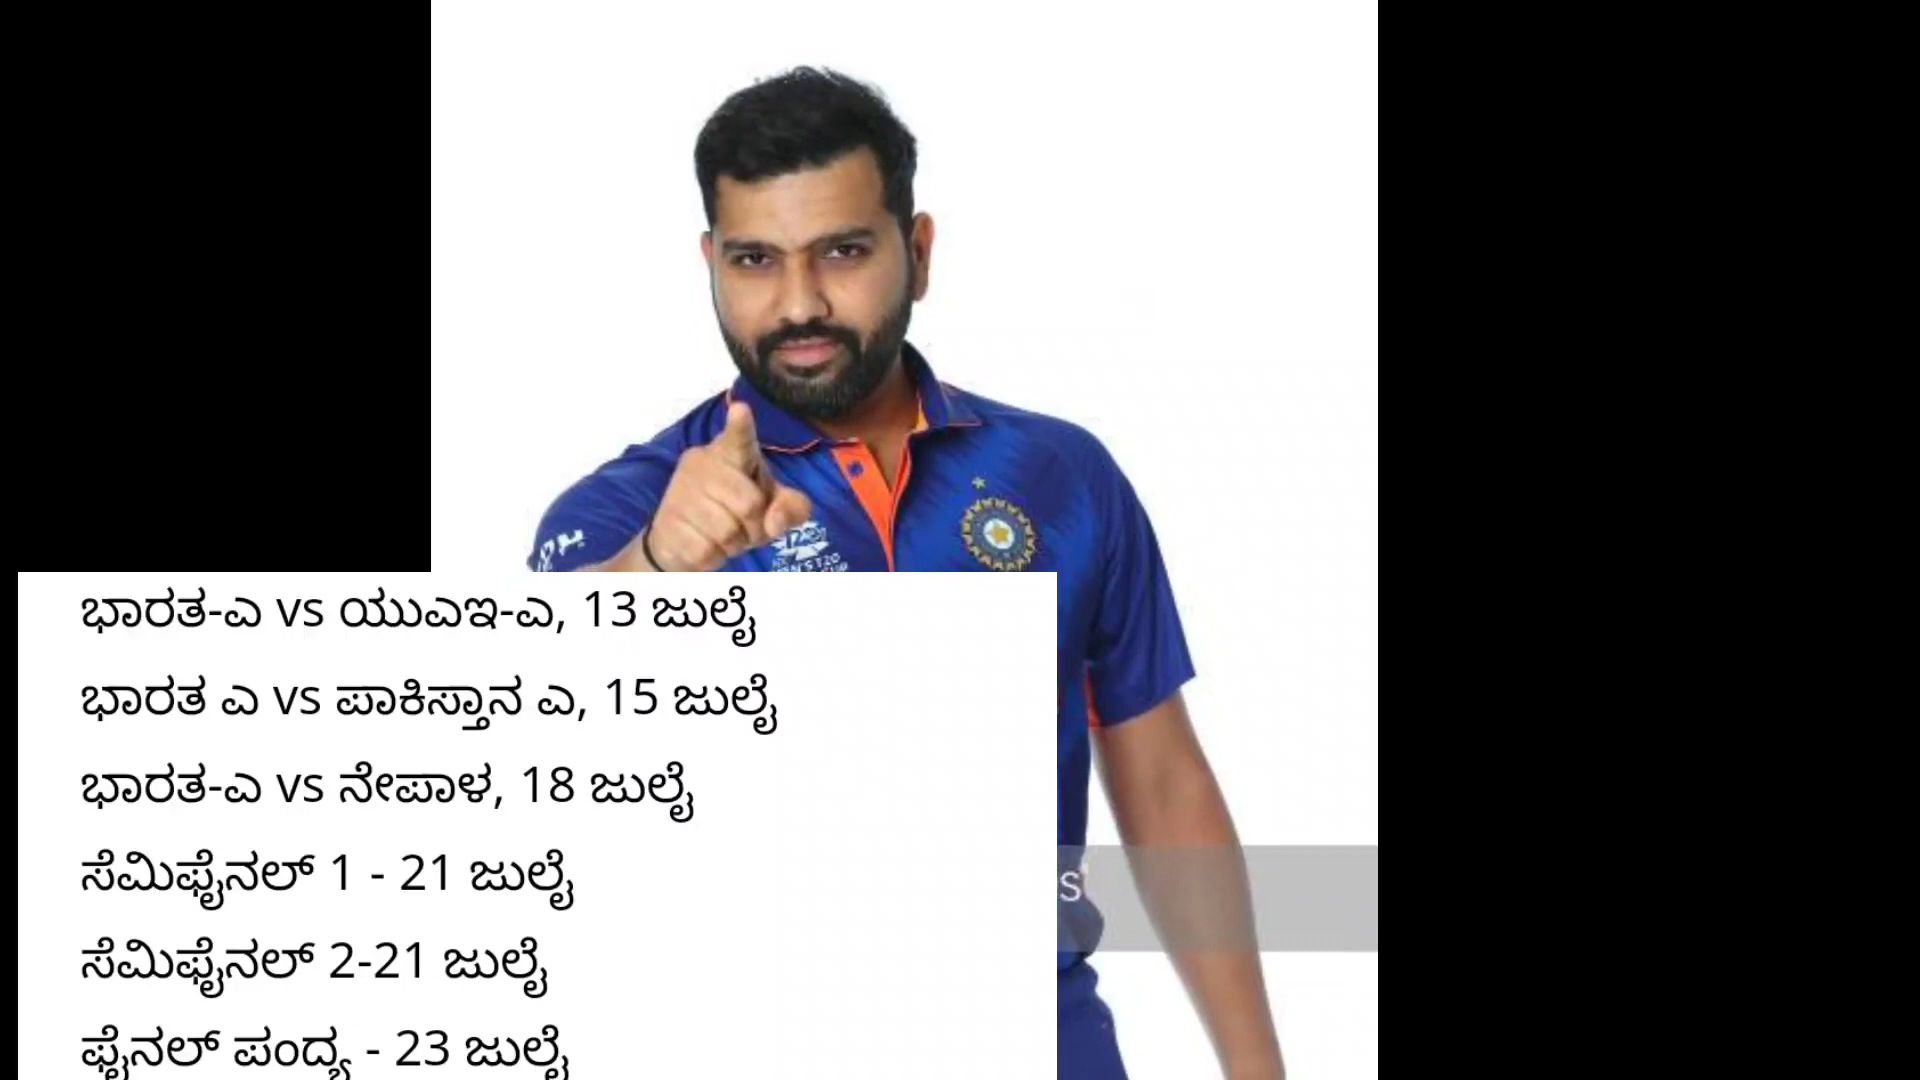 ಭಾರತ-ಎ vs ಯುಎಇ-ಎ, 13 ಜುಲೈ
ಭಾರತ ಎ vs ಪಾಕಿಸ್ತಾನ ಎ, 15 ಜುಲೈ
ಭಾರತ-ಎ vs ನೇಪಾಳ, 18 ಜುಲೈ
ಸೆಮಿಫೈನಲ್ 1 - 21 ಜುಲೈ
ಸೆಮಿಫೈನಲ್ 2-21 ಜುಲೈ
ಫೈನಲ್ ಪಂದ್ಯ - 23 ಜುಲೈ